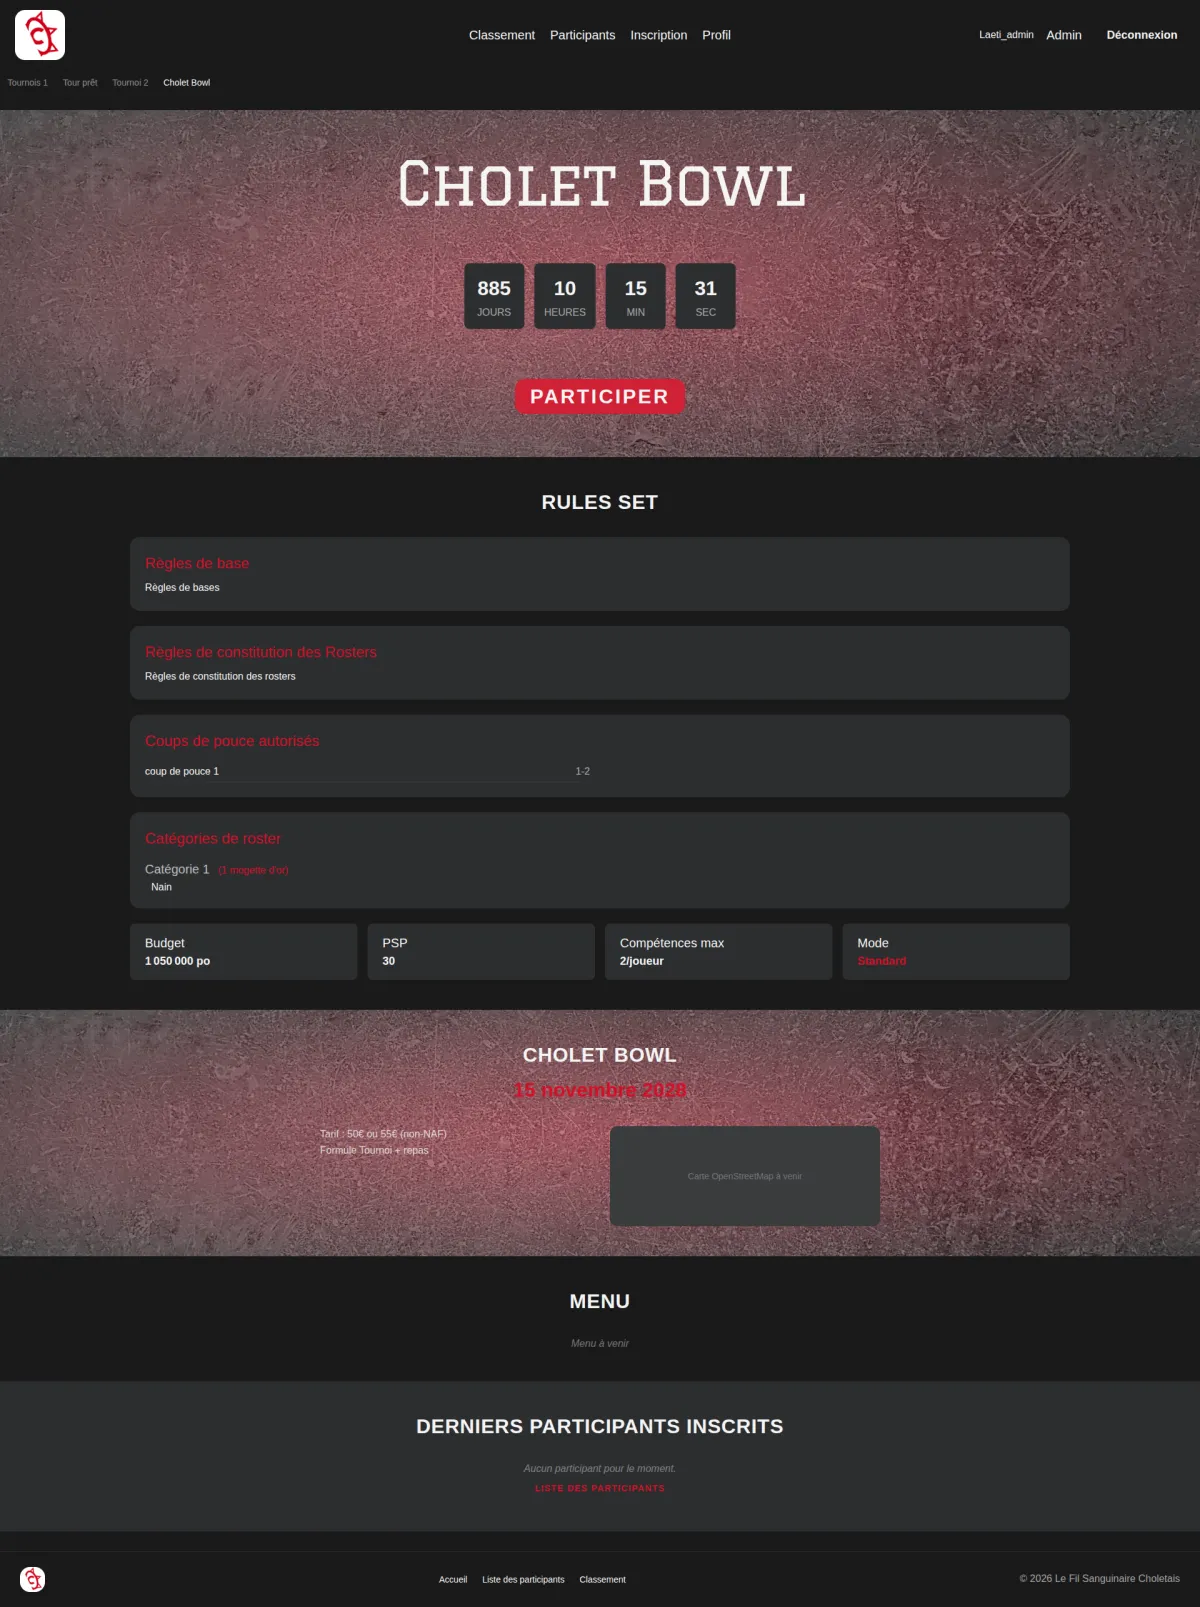 Classement Participants Inscription Profil Laeti_admin Admin Déconnexion
Tournois 1 Tour prêt Tournoi 2 Cholet Bowl
Cholet Bowl
885 10 15 31
JOURS HEURES MIN SEC
PARTICIPER
RULES SET
Règles de base
Règles de bases
Règles de constitution des Rosters
Règles de constitution des rosters
Coups de pouce autorisés
coup de pouce 1 1-2
Catégories de roster
Catégorie 1 (1 mogette d'or)
Nain
Budget PSP Compétences max Mode
1 050 000 po 30 2/joueur Standard
CHOLET BOWL
15 novembre 2028
Tarif : 50€ ou 55€ (non-NAF)
Formule Tournoi + repas
Carte OpenStreetMap à venir
MENU
Menu à venir
DERNIERS PARTICIPANTS INSCRITS
Aucun participant pour le moment.
LISTE DES PARTICIPANTS
Accueil Liste des participants Classement © 2026 Le Fil Sanguinaire Choletais